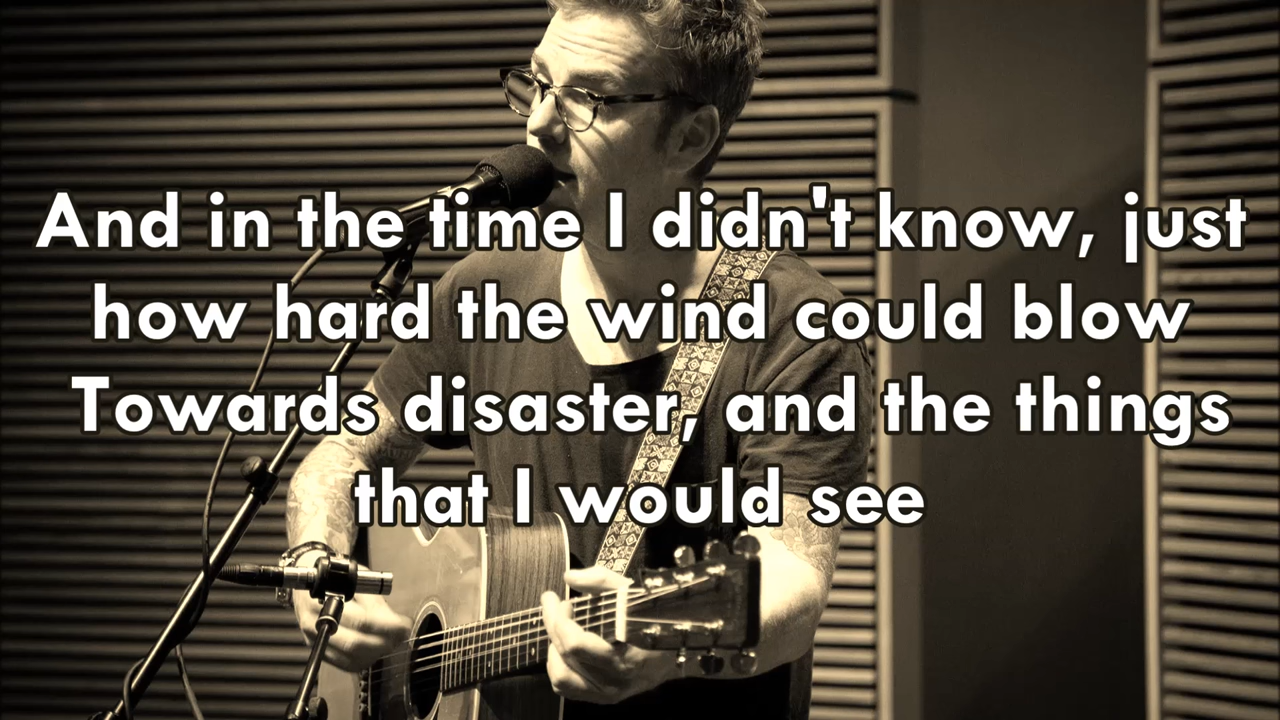 And in the time I didn't know, just
how hard the wind could blow
Towards disaster, and the things
that I would see